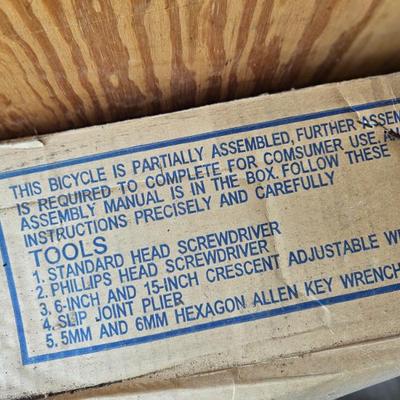 THIS BICYCLE IS PARTIALLY ASSEMBLED, FURTHER ASSEM
IS REQUIRED TO COMPLETE FOR COMSUMER USE. AN
ASSEMBLY MANUAL IS IN THE BOX. FOLLOW THESE
INSTRUCTIONS PRECISELY AND CAREFULLY
TOOLS
1. STANDARD HEAD SCREWDRIVER
2. PHILLIPS HEAD SCREWDRIVER
3. 6-INCH AND 15-INCH CRESCENT ADJUSTABLE WR
4. SLIP JOINT PLIER
5. 5MM AND 6MM HEXAGON ALLEN KEY WRENCH